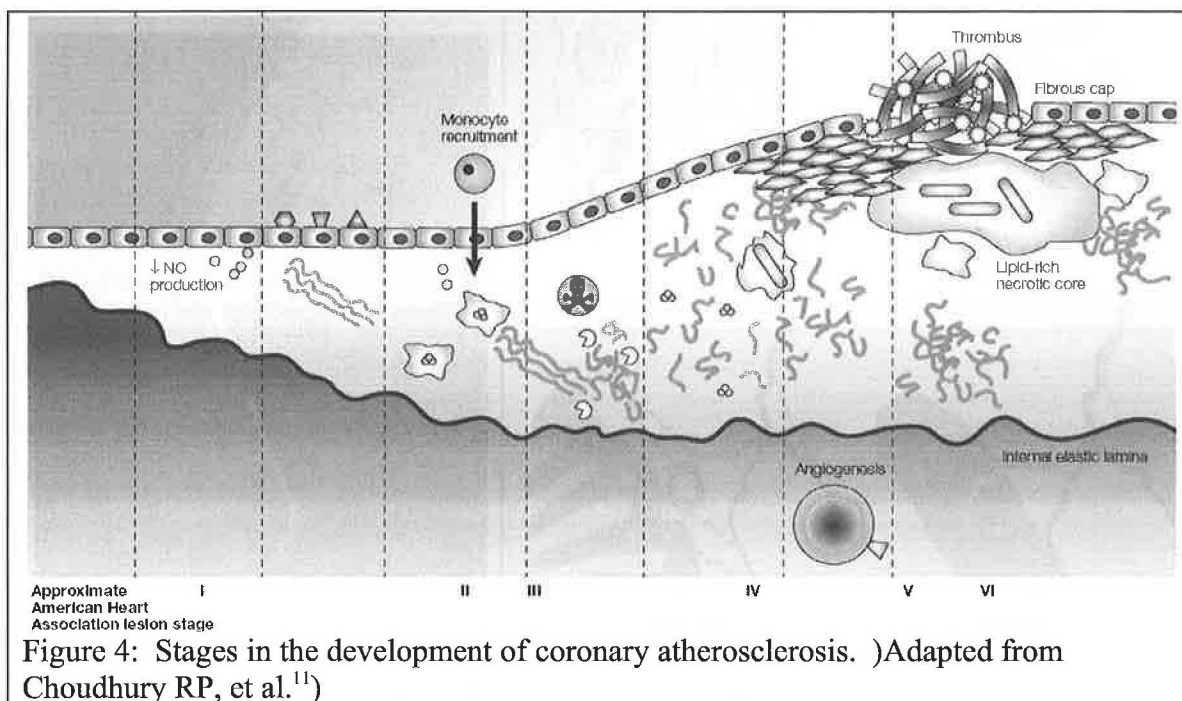 Thrombus
Fibrous cap
Monocyte
recruitment
↓ NO
production
Lipid-rich
necrotic core
Internal elastic lamina
Angiogenosis
Approximate I II III IV V VI
American Heart
Association lesion stage
Figure 4: Stages in the development of coronary atherosclerosis. )Adapted from
Choudhury RP, et al.¹¹)